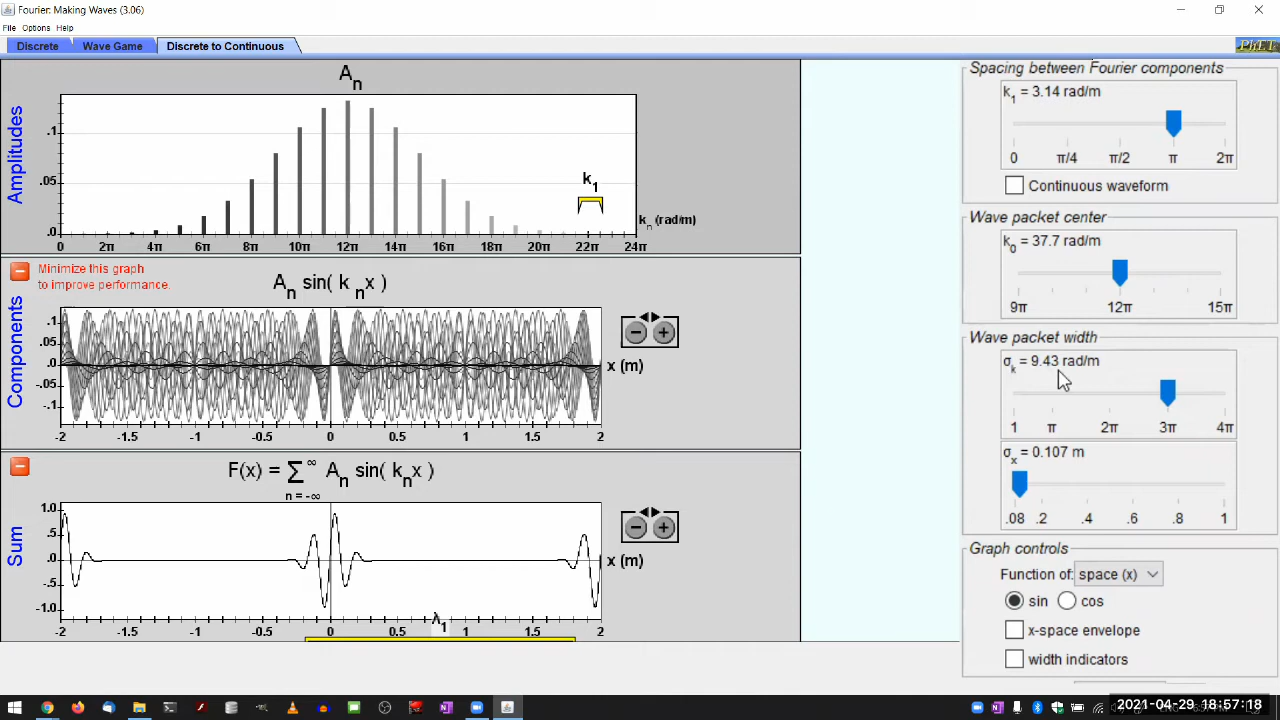 Fourier: Making Waves (3.06)
File Options Help
Discrete Wave Game Discrete to Continuous
PhET
Amplitudes
An
.1
.05
.0
0 2π 4π 6π 8π 10π 12π 14π 16π 18π 20π 22π 24π
k1
kn (rad/m)
Minimize this graph
to improve performance.
Components
An sin( knx )
.1
.05
.0
-.05
-.1
-2 -1.5 -1 -0.5 0 0.5 1 1.5 2
x (m)
Sum
F(x) = Σ ∞ An sin( knx )
n = -∞
1.0
.5
.0
-.5
-1.0
-2 -1.5 -1 -0.5 0 0.5 1 1.5 2
x (m)
λ1
Spacing between Fourier components
k1 = 3.14 rad/m
0 π/4 π/2 π 2π
Continuous waveform
Wave packet center
k0 = 37.7 rad/m
9π 12π 15π
Wave packet width
σk = 9.43 rad/m
1 π 2π 3π 4π
σx = 0.107 m
.08 .2 .4 .6 .8 1
Graph controls
Function of: space (x)
sin cos
x-space envelope
width indicators
2021-04-29 18:57:18